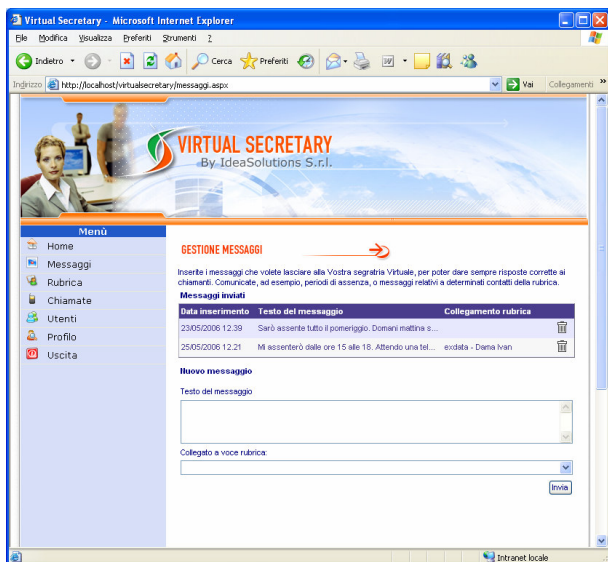 Virtual Secretary - Microsoft Internet Explorer
File Modifica Visualizza Preferiti Strumenti ?
Indietro Cerca Preferiti
Indirizzo http://localhost/virtualsecretary/messaggi.aspx Vai Collegamenti »
VIRTUAL SECRETARY
By IdeaSolutions S.r.l.
Menù
Home
Messaggi
Rubrica
Chiamate
Utenti
Profilo
Uscita
GESTIONE MESSAGGI
Inserite i messaggi che volete lasciare alla Vostra segratria Virtuale, per poter dare sempre risposte corrette ai
chiamanti. Comunicate, ad esempio, periodi di assenza, o messaggi relativi a determinati contatti della rubrica.
Messaggi inviati
Data inserimento Testo del messaggio Collegamento rubrica
23/05/2006 12.39 Sarò assente tutto il pomeriggio. Domani mattina s...
25/05/2006 12.21 Mi assenterò dalle ore 15 alle 18. Attendo una tel... exdata - Dama Ivan
Nuovo messaggio
Testo del messaggio
Collegato a voce rubrica:
Invia
Intranet locale